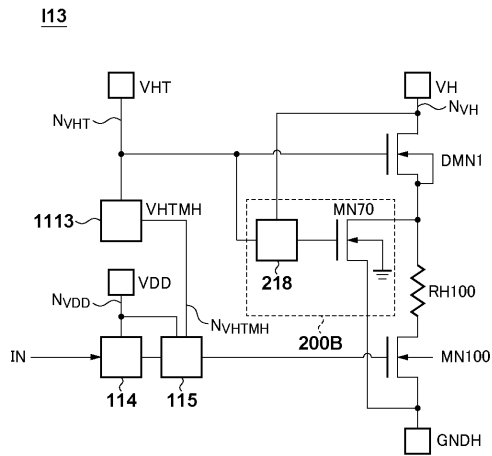 I13
VHT
VH
NVHT
NVH
DMN1
1113
VHTMH
MN70
218
VDD
NVDD
NVHTMH
RH100
200B
IN
MN100
114
115
GNDH